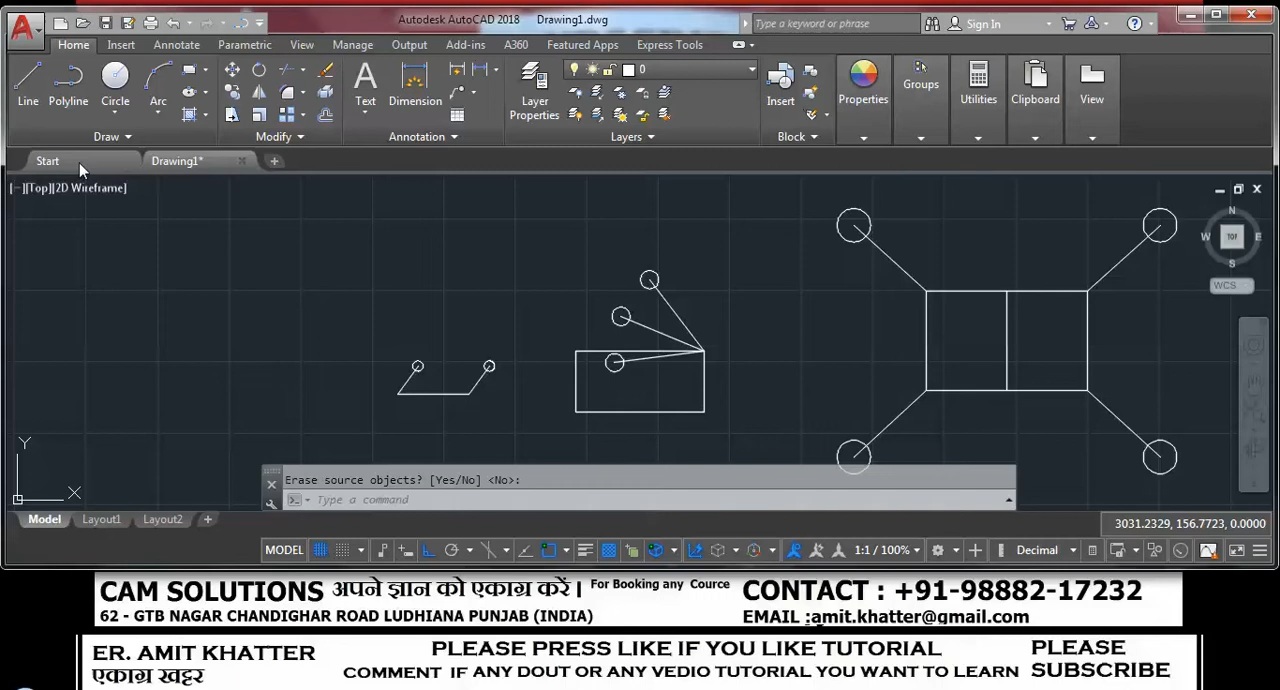 Autodesk AutoCAD 2018 Drawing1.dwg
Type a keyword or phrase
Sign In
Home Insert Annotate Parametric View Manage Output Add-ins A360 Featured Apps Express Tools
Line Polyline Circle Arc
Text Dimension
Layer Properties
0
Insert
Properties Groups Utilities Clipboard View
Draw Modify Annotation Layers Block
Start Drawing1*
[−][Top][2D Wireframe]
N
W TOP E
S
WCS
Y
X
Erase source objects? [Yes/No] <No>:
Type a command
Model Layout1 Layout2 +
3031.2329, 156.7723, 0.0000
MODEL 1:1 / 100% Decimal
CAM SOLUTIONS अपने ज्ञान को एकाग्र करें । For Booking any Cource CONTACT : +91-98882-17232
62 - GTB NAGAR CHANDIGHAR ROAD LUDHIANA PUNJAB (INDIA) EMAIL :amit.khatter@gmail.com
ER. AMIT KHATTER PLEASE PRESS LIKE IF YOU LIKE TUTORIAL PLEASE
एकाग्र खट्टर COMMENT IF ANY DOUT OR ANY VEDIO TUTORIAL YOU WANT TO LEARN SUBSCRIBE